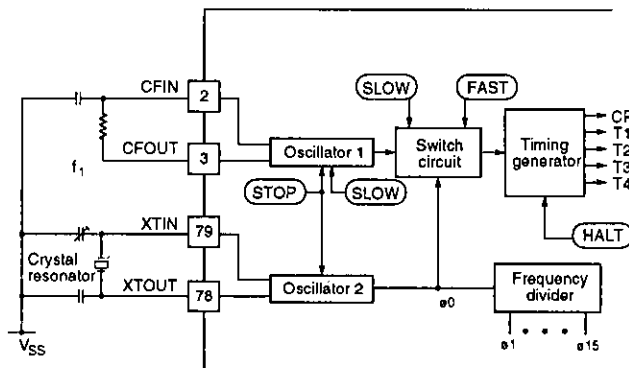 CFIN
2
SLOW
FAST
CFOUT
3
Oscillator 1
Switch
circuit
Timing
generator
CP
T1
T2
T3
T4
f1
STOP
SLOW
XTIN
79
HALT
Crystal
resonator
XTOUT
78
Oscillator 2
ø0
Frequency
divider
ø1
ø15
VSS